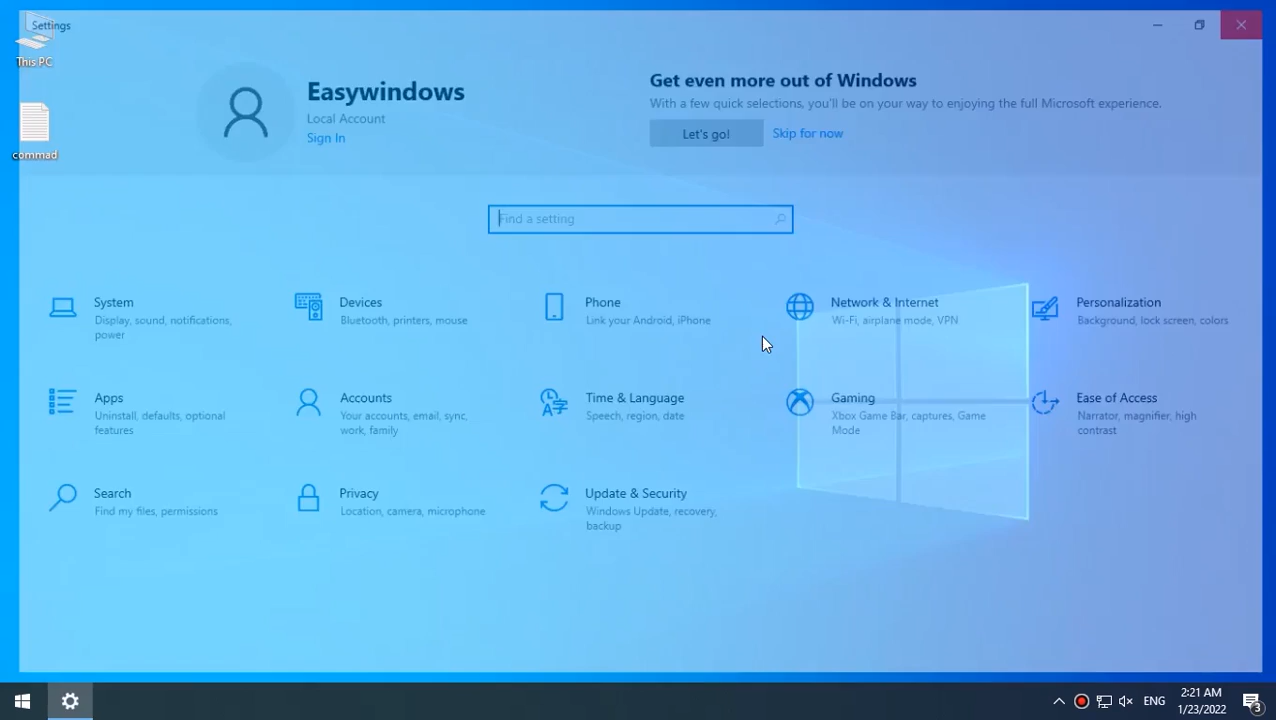 Settings
This PC
commad
Easywindows
Local Account
Sign In
Get even more out of Windows
With a few quick selections, you'll be on your way to enjoying the full Microsoft experience.
Let's go!
Skip for now
Find a setting
System
Display, sound, notifications,
power
Devices
Bluetooth, printers, mouse
Phone
Link your Android, iPhone
Network & Internet
Wi-Fi, airplane mode, VPN
Personalization
Background, lock screen, colors
Apps
Uninstall, defaults, optional
features
Accounts
Your accounts, email, sync,
work, family
Time & Language
Speech, region, date
Gaming
Xbox Game Bar, captures, Game
Mode
Ease of Access
Narrator, magnifier, high
contrast
Search
Find my files, permissions
Privacy
Location, camera, microphone
Update & Security
Windows Update, recovery,
backup
ENG
2:21 AM
1/23/2022
3